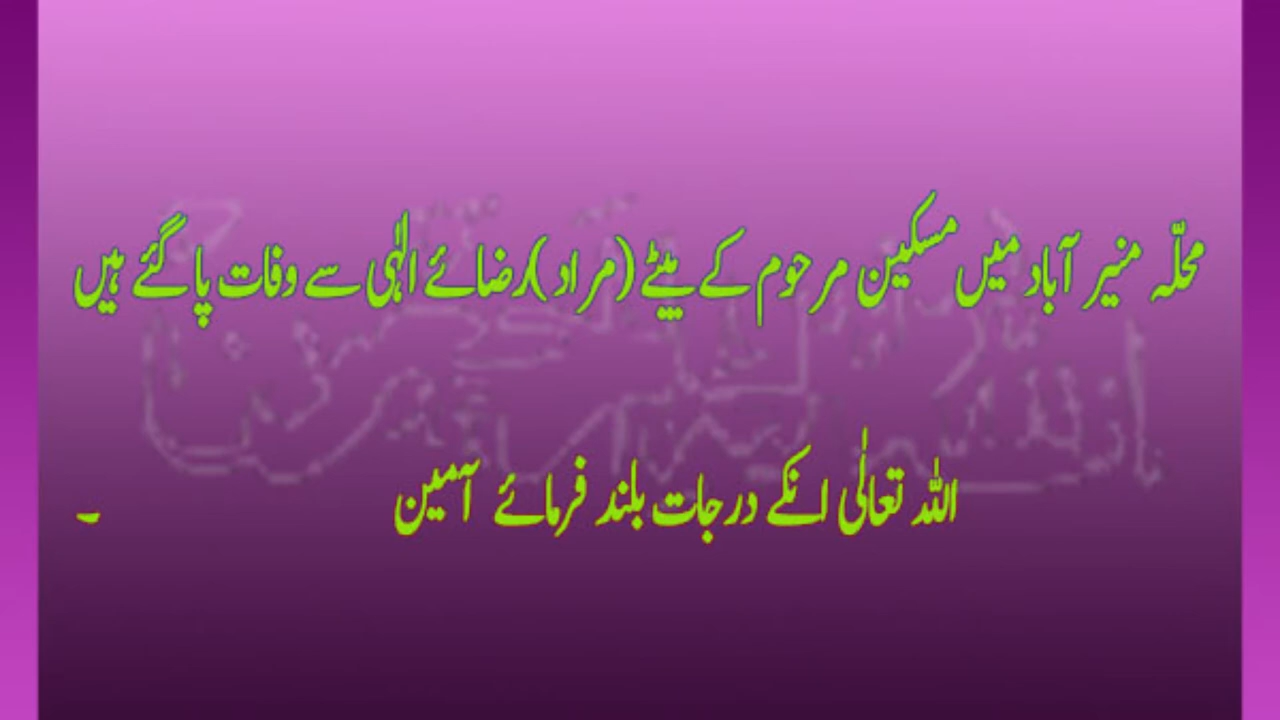 محلّہ منیر آباد میں مسکین مرحوم کے بیٹے (مراد) رضائے الٰہی سے وفات پا گئے ہیں
اللہ تعالٰی انکے درجات بلند فرمائے آمین ۔